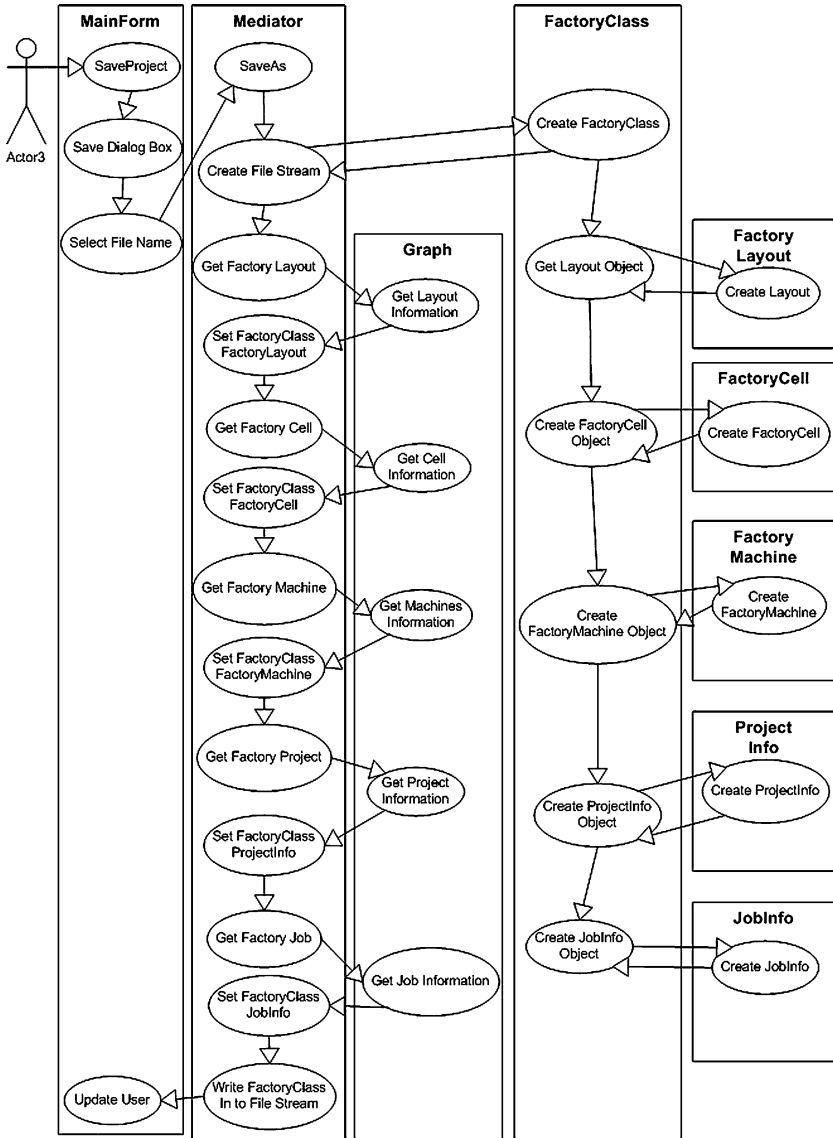 MainForm
SaveProject
Save Dialog Box
Select File Name
Update User
Actor3
Mediator
SaveAs
Create File Stream
Get Factory Layout
Set FactoryClass
FactoryLayout
Get Factory Cell
Set FactoryClass
FactoryCell
Get Factory Machine
Set FactoryClass
FactoryMachine
Get Factory Project
Set FactoryClass
ProjectInfo
Get Factory Job
Set FactoryClass
JobInfo
Write FactoryClass
In to File Stream
Graph
Get Layout
Information
Get Cell
Information
Get Machines
Information
Get Project
Information
Get Job Information
FactoryClass
Create FactoryClass
Get Layout Object
Create FactoryCell
Object
Create
FactoryMachine Object
Create ProjectInfo
Object
Create JobInfo
Object
Factory
Layout
Create Layout
FactoryCell
Create FactoryCell
Factory
Machine
Create
FactoryMachine
Project
Info
Create ProjectInfo
JobInfo
Create JobInfo